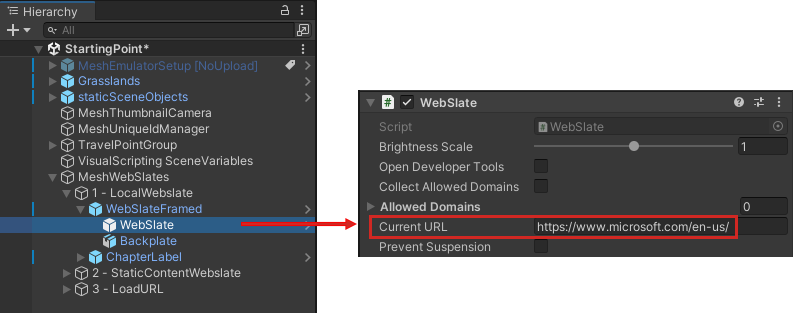 Hierarchy
All
StartingPoint*
MeshEmulatorSetup [NoUpload]
Grasslands
staticSceneObjects
MeshThumbnailCamera
MeshUniqueIdManager
TravelPointGroup
VisualScripting SceneVariables
MeshWebSlates
1 - LocalWebslate
WebSlateFramed
WebSlate
Backplate
ChapterLabel
2 - StaticContentWebslate
3 - LoadURL
# WebSlate
Script # WebSlate
Brightness Scale 1
Open Developer Tools
Collect Allowed Domains
Allowed Domains 0
Current URL https://www.microsoft.com/en-us/
Prevent Suspension